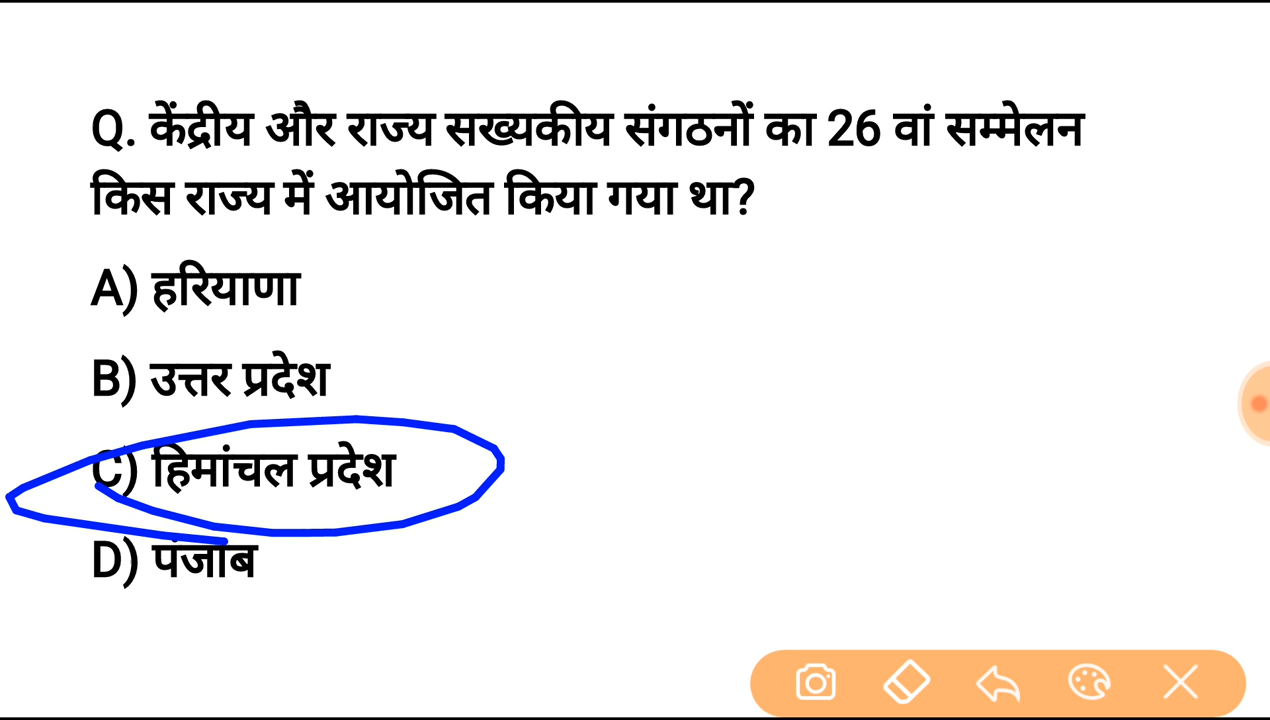 Q. केंद्रीय और राज्य सख्यकीय संगठनों का 26 वां सम्मेलन
किस राज्य में आयोजित किया गया था?
A) हरियाणा
B) उत्तर प्रदेश
C) हिमांचल प्रदेश
D) पंजाब